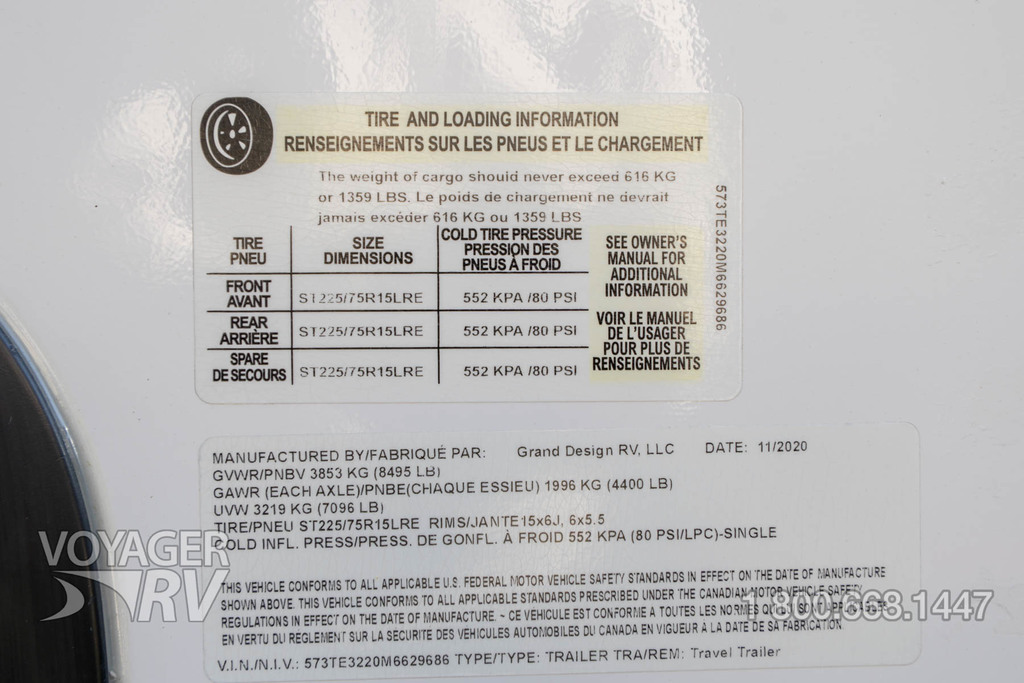 TIRE AND LOADING INFORMATION
RENSEIGNEMENTS SUR LES PNEUS ET LE CHARGEMENT
The weight of cargo should never exceed 616 KG
or 1359 LBS. Le poids de chargement ne devrait
jamais excéder 616 KG ou 1359 LBS
TIRE PNEU
SIZE DIMENSIONS
COLD TIRE PRESSURE
PRESSION DES
PNEUS À FROID
FRONT
AVANT
ST225/75R15LRE
552 KPA /80 PSI
REAR
ARRIÈRE
ST225/75R15LRE
552 KPA /80 PSI
SPARE
DE SECOURS
ST225/75R15LRE
552 KPA /80 PSI
SEE OWNER'S
MANUAL FOR
ADDITIONAL
INFORMATION
VOIR LE MANUEL
DE L'USAGER
POUR PLUS DE
RENSEIGNEMENTS
573TE3220M6629686
MANUFACTURED BY/FABRIQUÉ PAR: Grand Design RV, LLC DATE: 11/2020
GVWR/PNBV 3853 KG (8495 LB)
GAWR (EACH AXLE)/PNBE(CHAQUE ESSIEU) 1996 KG (4400 LB)
UVW 3219 KG (7096 LB)
TIRE/PNEU ST225/75R15LRE RIMS/JANTE15x6J, 6x5.5
COLD INFL. PRESS/PRESS. DE GONFL. À FROID 552 KPA (80 PSI/LPC)-SINGLE
THIS VEHICLE CONFORMS TO ALL APPLICABLE U.S. FEDERAL MOTOR VEHICLE SAFETY STANDARDS IN EFFECT ON THE DATE OF MANUFACTURE
SHOWN ABOVE. THIS VEHICLE CONFORMS TO ALL APPLICABLE STANDARDS PRESCRIBED UNDER THE CANADIAN MOTOR VEHICLE SAFETY
REGULATIONS IN EFFECT ON THE DATE OF MANUFACTURE. - CE VÉHICULE EST CONFORME A TOUTES LES NORMES QUI SONT APPLICABLES
EN VERTU DU REGLEMENT SUR LA SECURITE DES VEHICULES AUTOMOBILES DU CANADA EN VIGUEUR A LA DATE DE SA FABRICATION.
V.I.N./N.I.V.: 573TE3220M6629686 TYPE/TYPE: TRAILER TRA/REM: Travel Trailer
VOYAGER
RV
1.800.668.1447